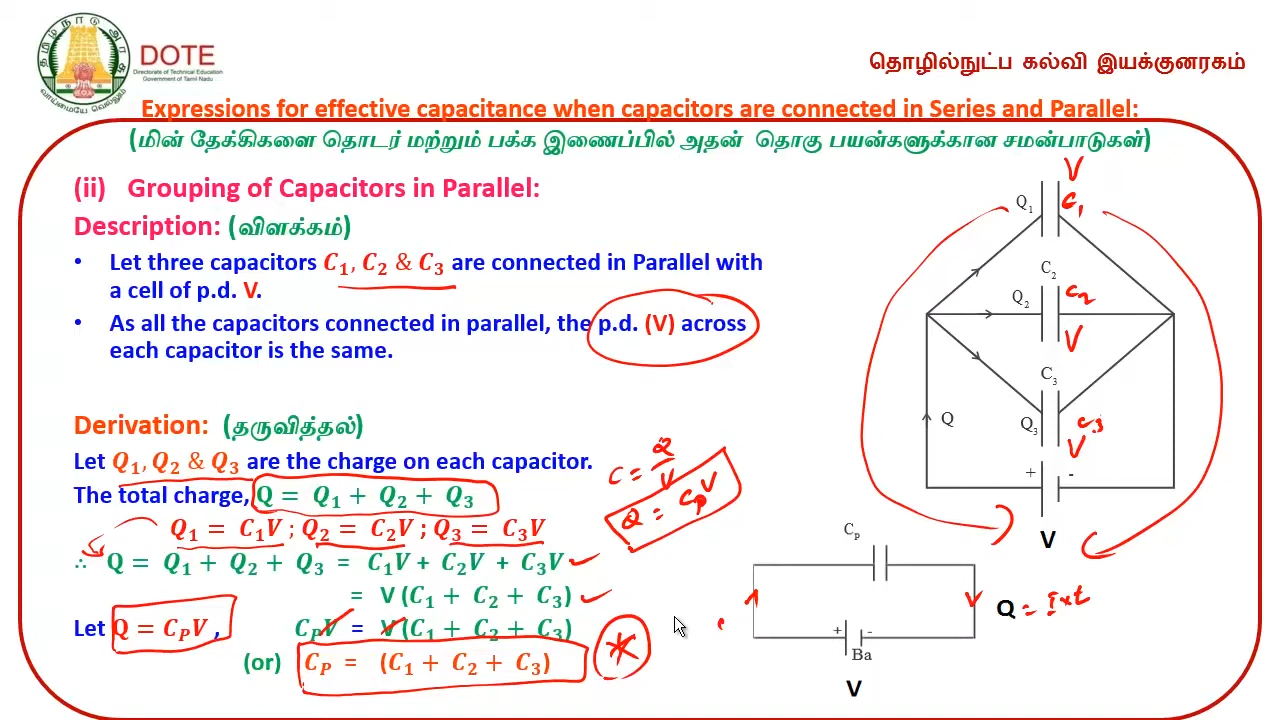 தமிழ்நாடு அரசு
வாய்மையே வெல்லும்
DOTE
Directorate of Technical Education
Government of Tamil Nadu
தொழில்நுட்ப கல்வி இயக்குனரகம்
Expressions for effective capacitance when capacitors are connected in Series and Parallel:
(மின் தேக்கிகளை தொடர் மற்றும் பக்க இணைப்பில் அதன் தொகு பயன்களுக்கான சமன்பாடுகள்)
(ii) Grouping of Capacitors in Parallel:
Description: (விளக்கம்)
• Let three capacitors C₁, C₂ & C₃ are connected in Parallel with
a cell of p.d. V.
• As all the capacitors connected in parallel, the p.d. (V) across
each capacitor is the same.
Derivation: (தருவித்தல்)
Let Q₁, Q₂ & Q₃ are the charge on each capacitor.
The total charge, Q = Q₁ + Q₂ + Q₃
Q₁ = C₁V ; Q₂ = C₂V ; Q₃ = C₃V
∴ Q = Q₁ + Q₂ + Q₃ = C₁V + C₂V + C₃V
= V (C₁ + C₂ + C₃)
Let Q = C_PV , C_PV = V (C₁ + C₂ + C₃)
(or) C_P = (C₁ + C₂ + C₃)
C = Q/V
Q = CpV
V
Q₁ C₁
C₂
Q₂ C₂
V
C₃
Q₃ C₃
V
Q
+ -
V
Cp
+ -
Ba
V
Q = I×t